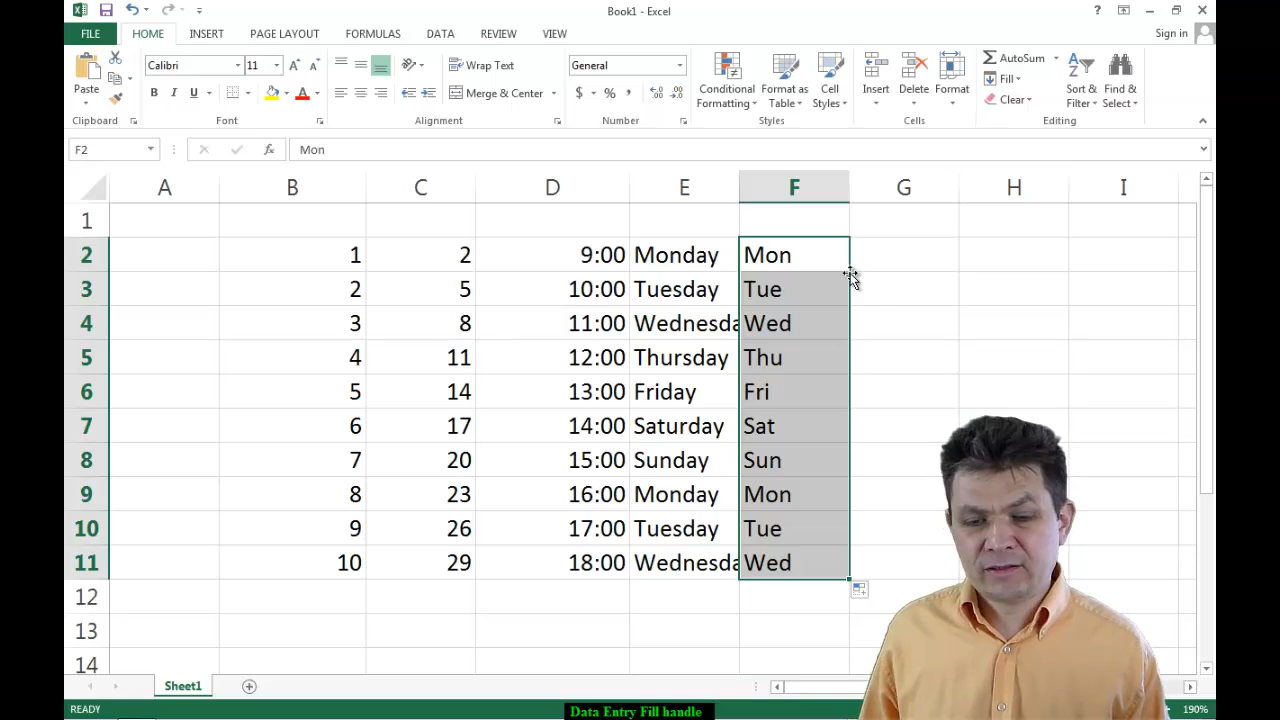 Book1 - Excel
?
FILE HOME INSERT PAGE LAYOUT FORMULAS DATA REVIEW VIEW Sign in
Paste
Clipboard
Calibri 11
B I U A
Font
Wrap Text
Merge & Center
Alignment
General
$ % ,
Number
Conditional Formatting
Format as Table
Cell Styles
Styles
Insert Delete Format
Cells
AutoSum
Fill
Clear
Sort & Filter
Find & Select
Editing
F2 fx Mon
A B C D E F G H I
1
2 1 2 9:00 Monday Mon
3 2 5 10:00 Tuesday Tue
4 3 8 11:00 Wednesda Wed
5 4 11 12:00 Thursday Thu
6 5 14 13:00 Friday Fri
7 6 17 14:00 Saturday Sat
8 7 20 15:00 Sunday Sun
9 8 23 16:00 Monday Mon
10 9 26 17:00 Tuesday Tue
11 10 29 18:00 Wednesda Wed
12
13
14
Sheet1
READY
Data Entry Fill handle
190%